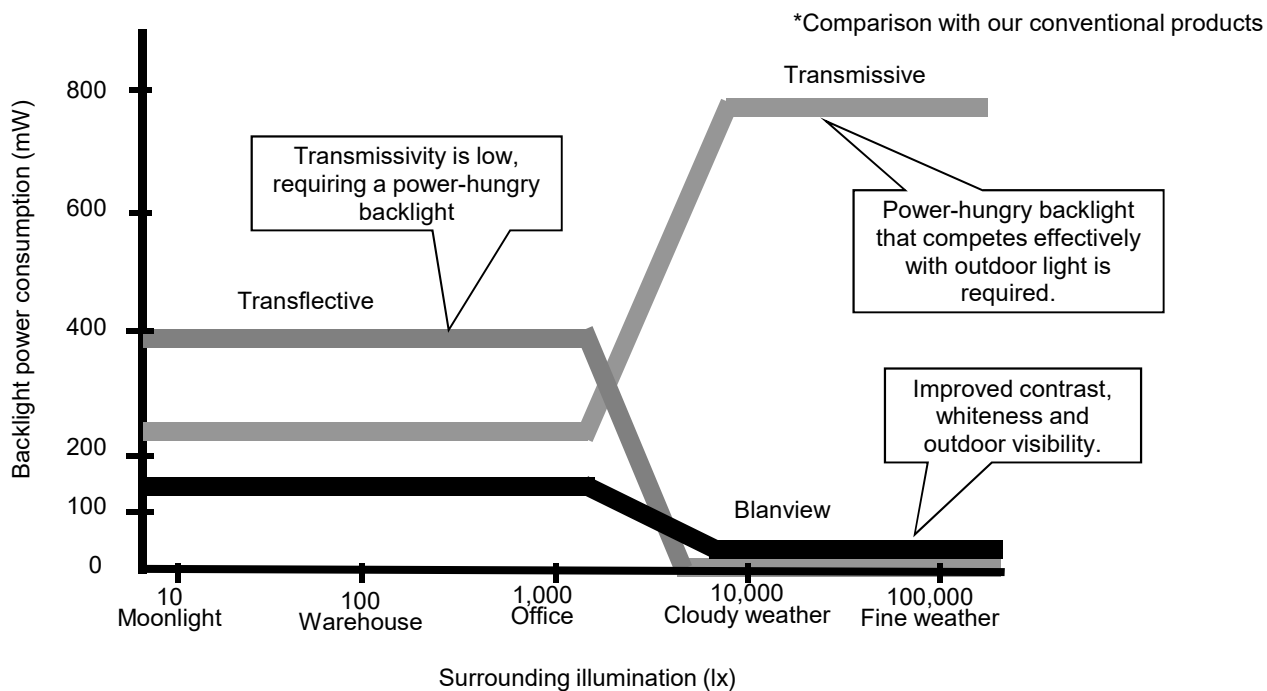 *Comparison with our conventional products
Transmissive
800
Transmissivity is low,
requiring a power-hungry
backlight
Power-hungry backlight
that competes effectively
with outdoor light is
required.
600
Transflective
400
Improved contrast,
whiteness and
outdoor visibility.
200
Blanview
100
0
Backlight power consumption (mW)
10
100
1,000
10,000
100,000
Moonlight
Warehouse
Office
Cloudy weather
Fine weather
Surrounding illumination (lx)